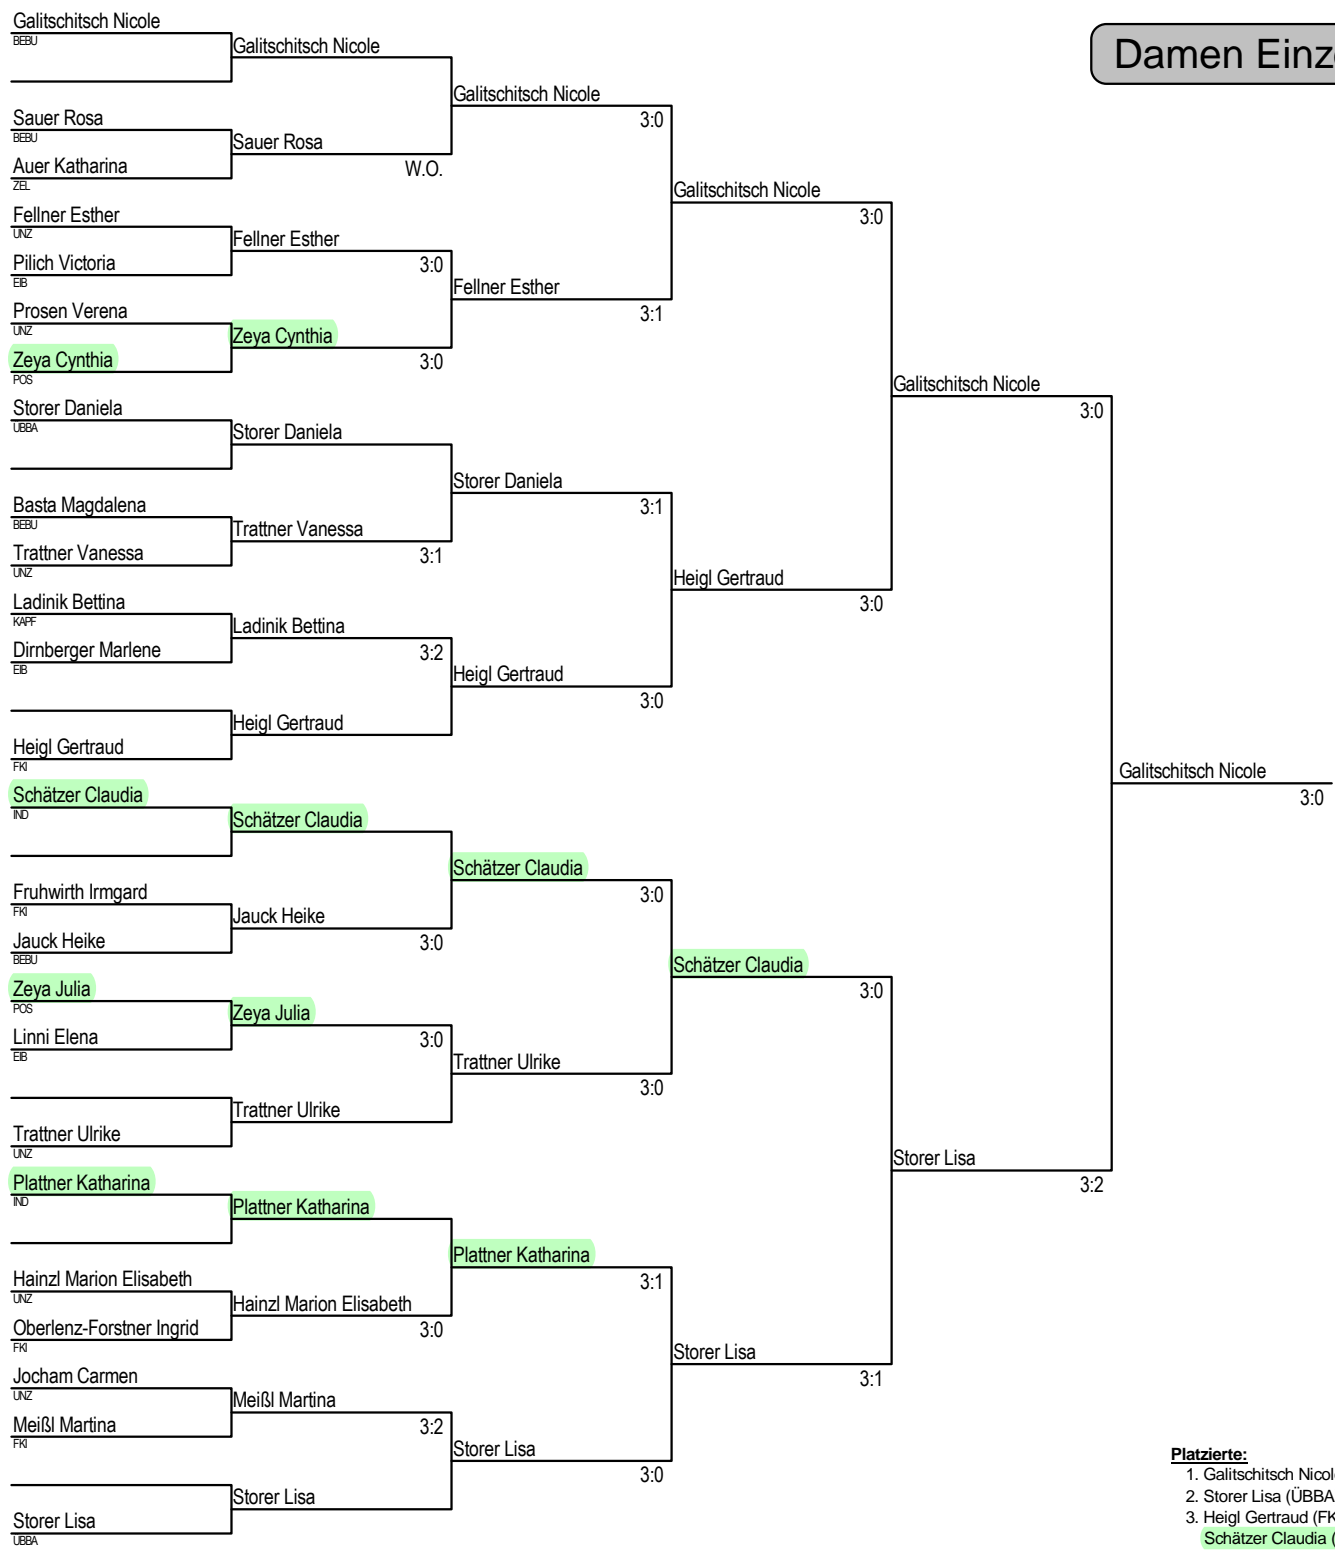 Damen Einz
Galitschitsch Nicole
BEBU
Galitschitsch Nicole
Galitschitsch Nicole
3:0
Sauer Rosa
BEBU
Sauer Rosa
W.O.
Auer Katharina
ZEL
Galitschitsch Nicole
3:0
Fellner Esther
UNZ
Fellner Esther
3:0
Pilich Victoria
EIB
Fellner Esther
3:1
Prosen Verena
UNZ
Zeya Cynthia
3:0
Zeya Cynthia
POS
Galitschitsch Nicole
3:0
Storer Daniela
ÜBBA
Storer Daniela
Storer Daniela
3:1
Basta Magdalena
BEBU
Trattner Vanessa
3:1
Trattner Vanessa
UNZ
Heigl Gertraud
3:0
Ladinik Bettina
KAPF
Ladinik Bettina
3:2
Dirnberger Marlene
EIB
Heigl Gertraud
3:0
Heigl Gertraud
Heigl Gertraud
FKI
Galitschitsch Nicole
3:0
Schätzer Claudia
IND
Schätzer Claudia
Schätzer Claudia
3:0
Fruhwirth Irmgard
FKI
Jauck Heike
3:0
Jauck Heike
BEBU
Schätzer Claudia
3:0
Zeya Julia
POS
Zeya Julia
3:0
Linni Elena
EIB
Trattner Ulrike
3:0
Trattner Ulrike
Trattner Ulrike
UNZ
Storer Lisa
3:2
Plattner Katharina
IND
Plattner Katharina
Plattner Katharina
3:1
Hainzl Marion Elisabeth
UNZ
Hainzl Marion Elisabeth
3:0
Oberlenz-Forstner Ingrid
FKI
Storer Lisa
3:1
Jocham Carmen
UNZ
Meißl Martina
3:2
Meißl Martina
FKI
Storer Lisa
3:0
Storer Lisa
Storer Lisa
ÜBBA
Platzierte:
1. Galitschitsch Nicol
2. Storer Lisa (ÜBBA
3. Heigl Gertraud (FK
Schätzer Claudia (